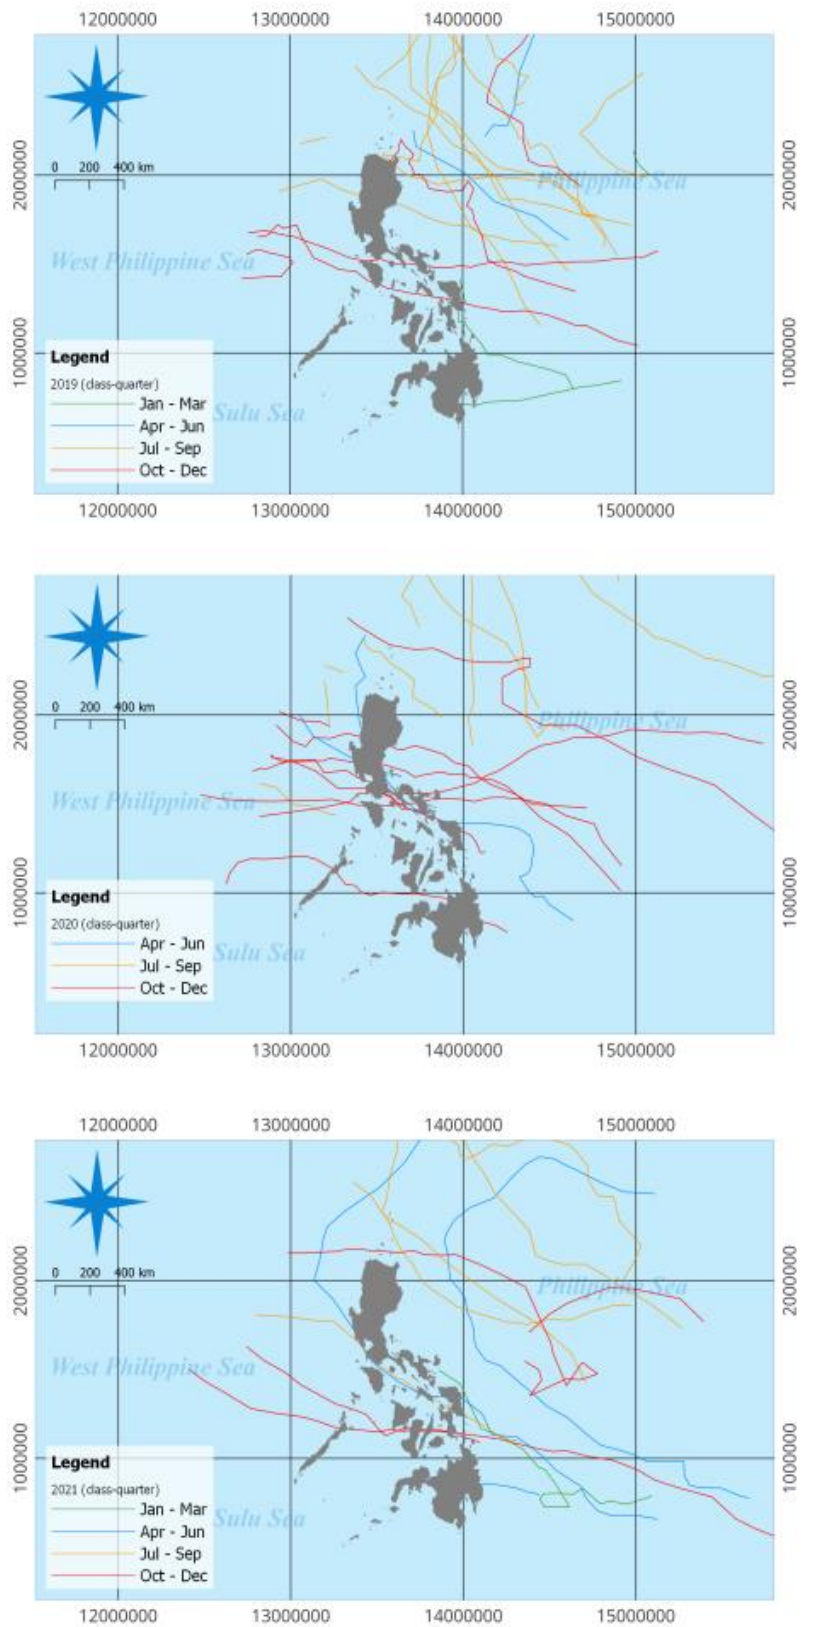 12000000 13000000 14000000 15000000
2000000 2000000
0 200 400 km
Philippine Sea
West Philippine Sea
1000000 1000000
Legend
2019 (class-quarter)
Jan - Mar
Sulu Sea
Apr - Jun
Jul - Sep
Oct - Dec
12000000 13000000 14000000 15000000
2000000 2000000
0 200 400 km
Philippine Sea
West Philippine Sea
1000000 1000000
Legend
2020 (class-quarter)
Apr - Jun
Sulu Sea
Jul - Sep
Oct - Dec
12000000 13000000 14000000 15000000
12000000 13000000 14000000 15000000
2000000 2000000
0 200 400 km
Philippine Sea
West Philippine Sea
1000000 1000000
Legend
2021 (class-quarter)
Jan - Mar
Sulu Sea
Apr - Jun
Jul - Sep
Oct - Dec
12000000 13000000 14000000 15000000